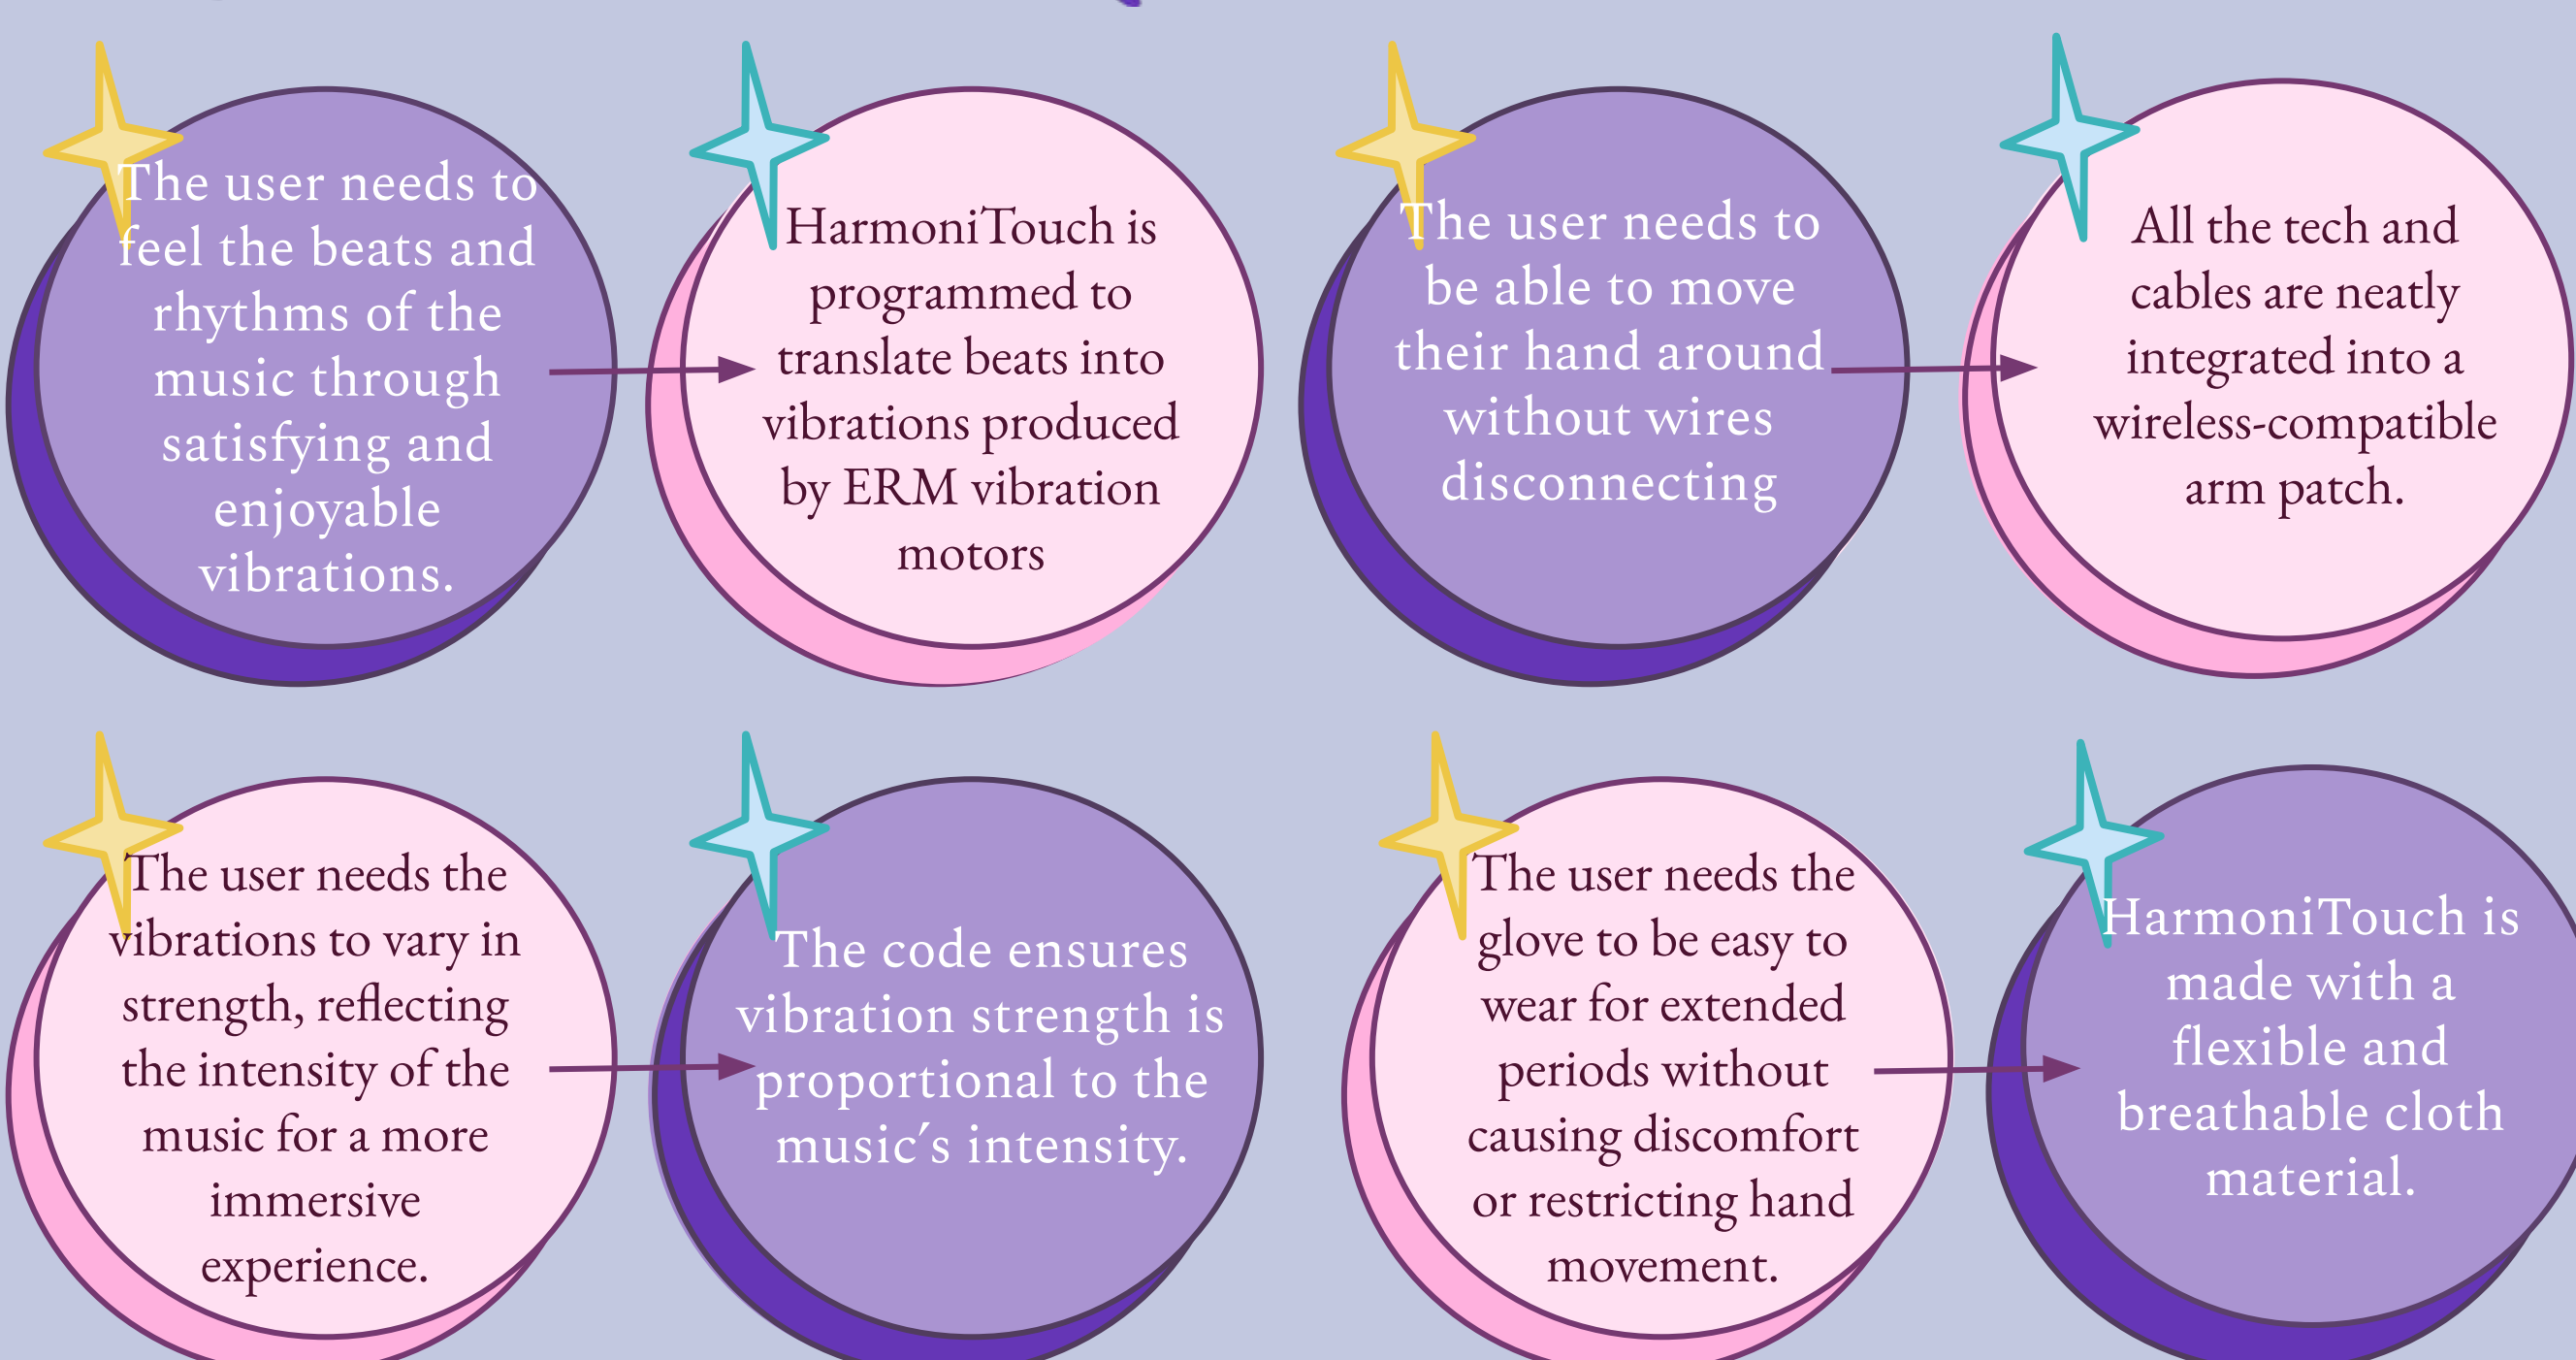 The user needs to
feel the beats and
rhythms of the
music through
satisfying and
enjoyable
vibrations.
HarmoniTouch is
programmed to
translate beats into
vibrations produced
by ERM vibration
motors
The user needs to
be able to move
their hand around
without wires
disconnecting
All the tech and
cables are neatly
integrated into a
wireless-compatible
arm patch.
The user needs the
vibrations to vary in
strength, reflecting
the intensity of the
music for a more
immersive
experience.
The code ensures
vibration strength is
proportional to the
music´s intensity.
The user needs the
glove to be easy to
wear for extended
periods without
causing discomfort
or restricting hand
movement.
HarmoniTouch is
made with a
flexible and
breathable cloth
material.